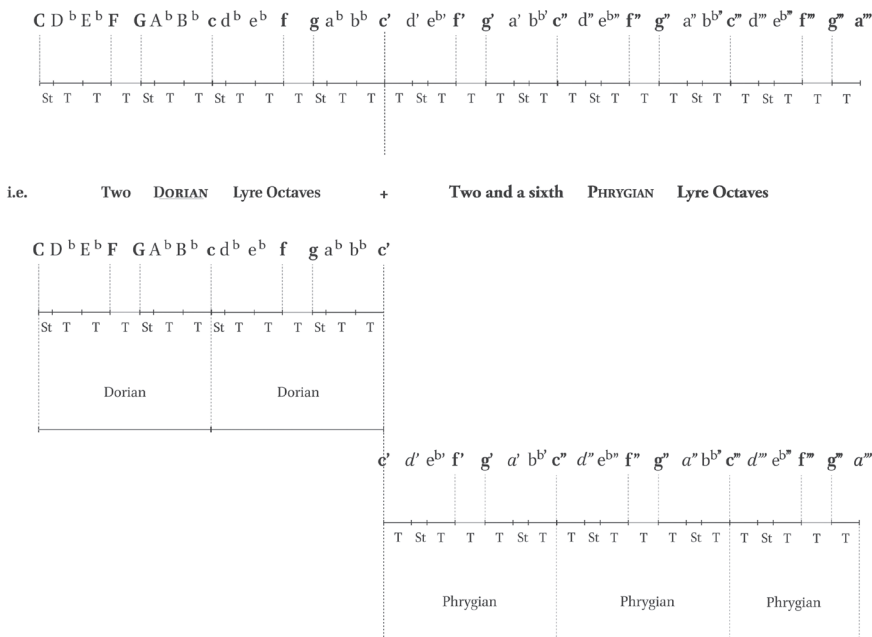 C D ᵇ E ᵇ F G A ᵇ B ᵇ c d ᵇ e ᵇ f g a ᵇ b ᵇ c' d' e ᵇ' f' g' a' b ᵇ' c" d" e ᵇ" f" g" a" b ᵇ" c‴ d‴ e ᵇ‴ f‴ g‴ a‴
St T T T St T T St T T T St T T T St T T T St T T St T T T St T T T St T T T
i.e. Two DORIAN Lyre Octaves + Two and a sixth PHRYGIAN Lyre Octaves
C D ᵇ E ᵇ F G A ᵇ B ᵇ c d ᵇ e ᵇ f g a ᵇ b ᵇ c'
St T T T St T T St T T T St T T
Dorian Dorian
c' d' e ᵇ' f' g' a' b ᵇ' c" d" e ᵇ" f" g" a" b ᵇ" c‴ d‴ e ᵇ‴ f‴ g‴ a‴
T St T T T St T T St T T T St T T St T T T
Phrygian Phrygian Phrygian